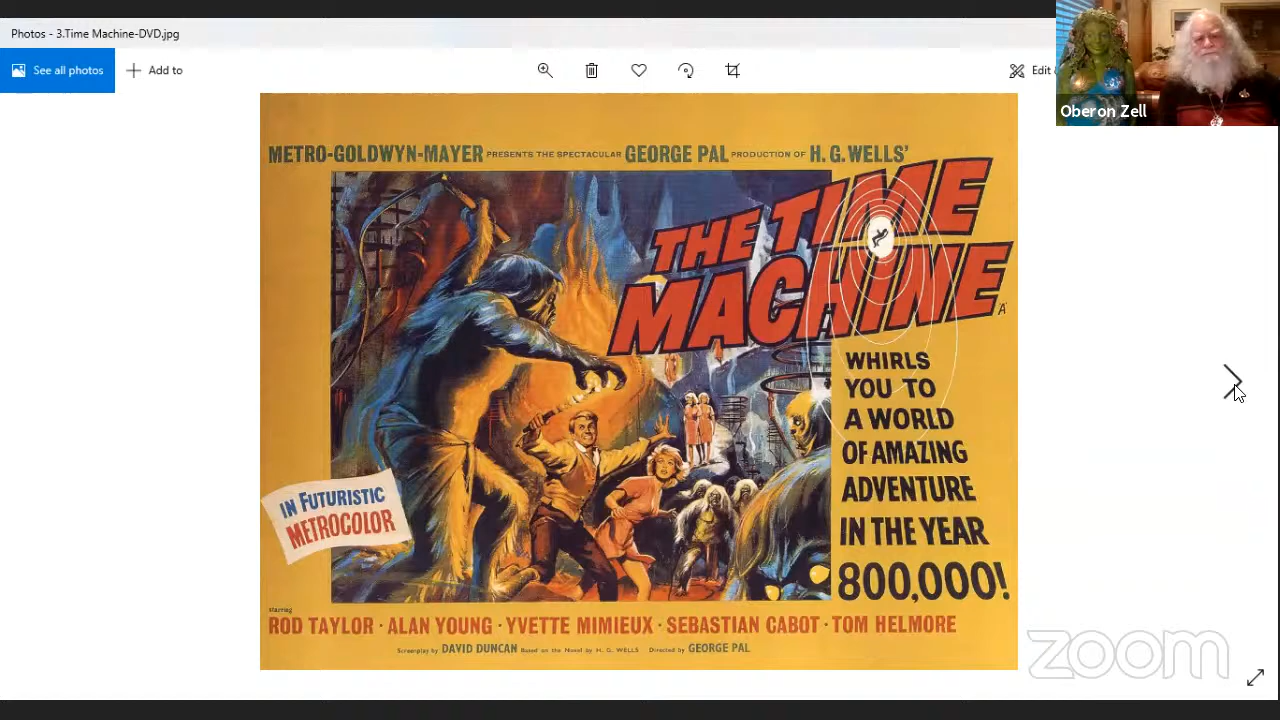 Photos - 3.Time Machine-DVD.jpg
See all photos
Add to
Edit
Oberon Zell
METRO-GOLDWYN-MAYER PRESENTS THE SPECTACULAR GEORGE PAL PRODUCTION OF H. G. WELLS'
THE TIME
MACHINE
A
WHIRLS
YOU TO
A WORLD
OF AMAZING
ADVENTURE
IN THE YEAR
800,000!
IN FUTURISTIC
METROCOLOR
starring
ROD TAYLOR · ALAN YOUNG · YVETTE MIMIEUX · SEBASTIAN CABOT · TOM HELMORE
Screenplay by DAVID DUNCAN Based on the Novel by H. G. WELLS Directed by GEORGE PAL
zoom